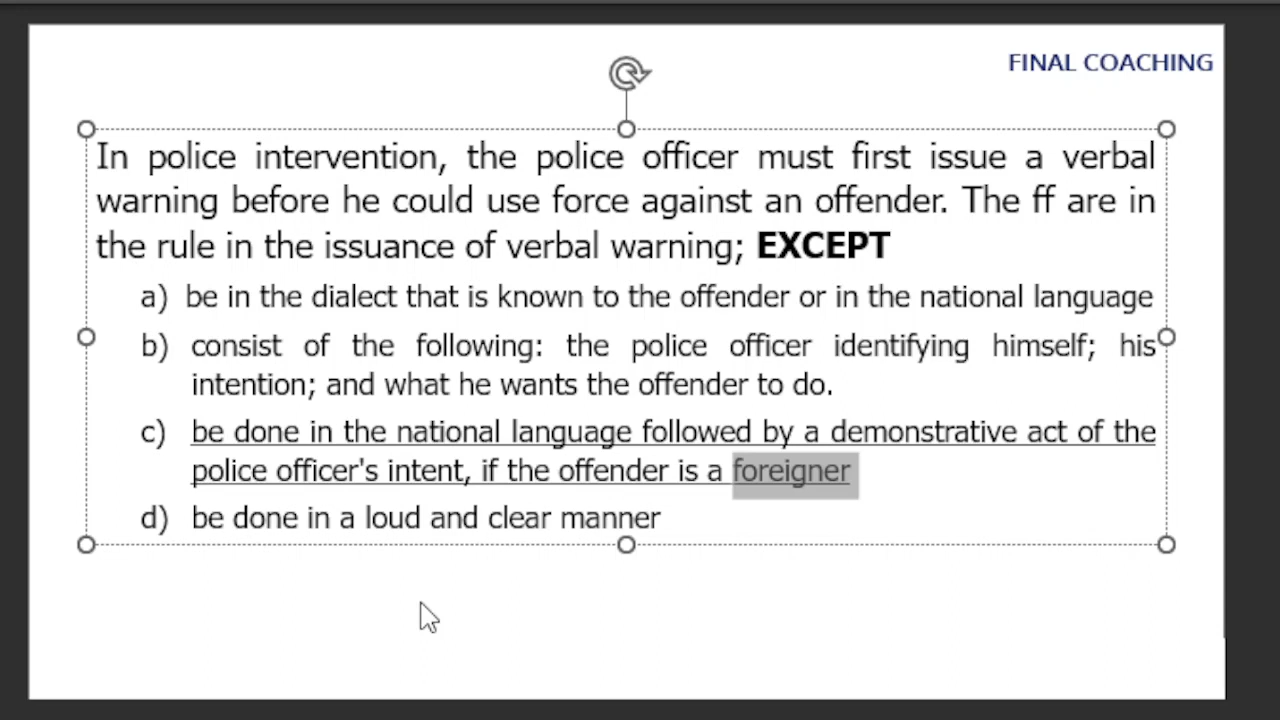 FINAL COACHING
In police intervention, the police officer must first issue a verbal
warning before he could use force against an offender. The ff are in
the rule in the issuance of verbal warning; EXCEPT
a) be in the dialect that is known to the offender or in the national language
b) consist of the following: the police officer identifying himself; his
intention; and what he wants the offender to do.
c) be done in the national language followed by a demonstrative act of the
police officer's intent, if the offender is a foreigner
d) be done in a loud and clear manner